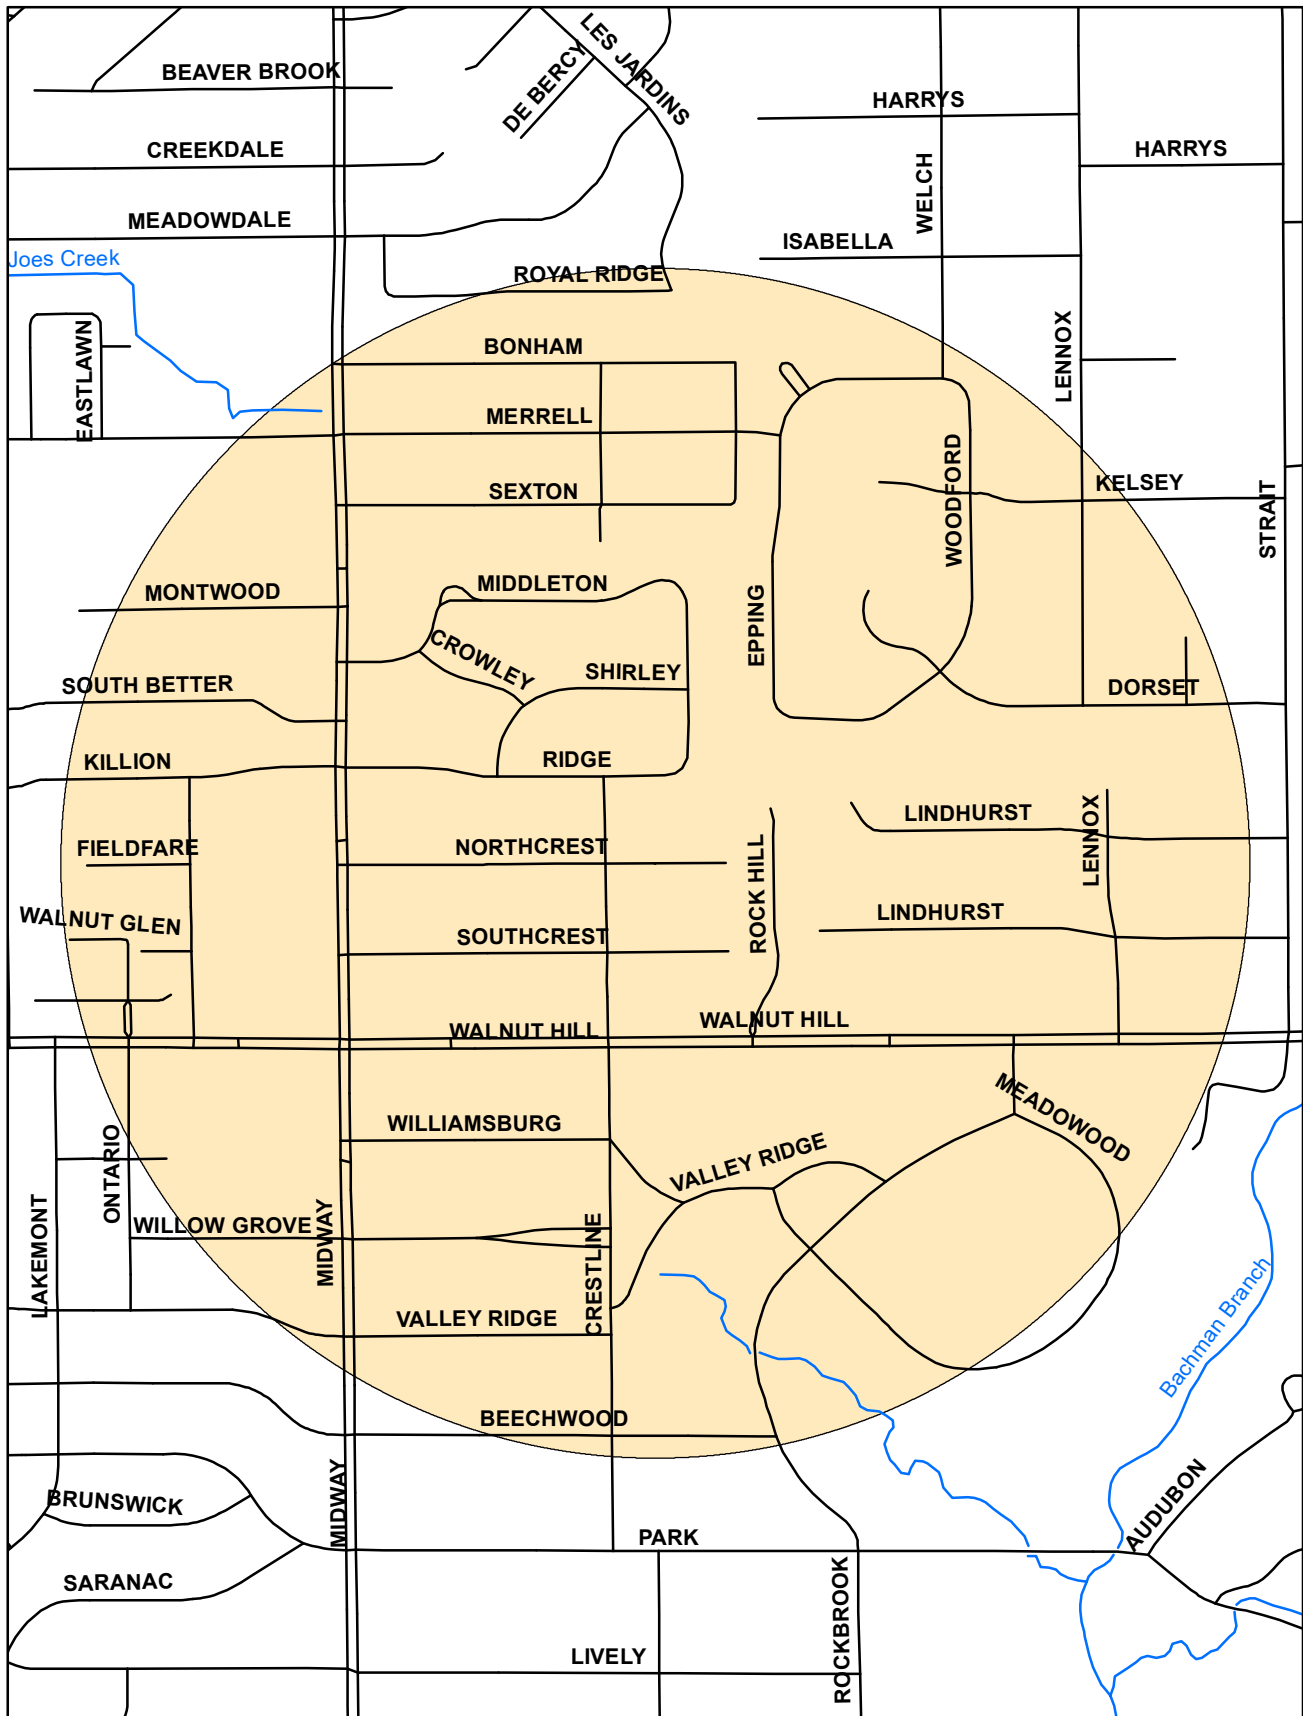 LES JARDINS
BEAVER BROOK
DE BERCY
HARRYS
CREEKDALE
HARRYS
WELCH
MEADOWDALE
ISABELLA
Joes Creek
ROYAL RIDGE
EASTLAWN
BONHAM
LENNOX
MERRELL
WOODFORD
SEXTON
KELSEY
STRAIT
MONTWOOD
MIDDLETON
EPPING
CROWLEY
SHIRLEY
SOUTH BETTER
DORSET
KILLION
RIDGE
LINDHURST
LENNOX
FIELDFARE
NORTHCREST
ROCK HILL
WALNUT GLEN
SOUTHCREST
LINDHURST
WALNUT HILL
WALNUT HILL
MEADOWOOD
WILLIAMSBURG
VALLEY RIDGE
ONTARIO
LAKEMONT
WILLOW GROVE
MIDWAY
CRESTLINE
VALLEY RIDGE
Bachman Branch
BEECHWOOD
BRUNSWICK
MIDWAY
AUDUBON
PARK
SARANAC
ROCKBROOK
LIVELY